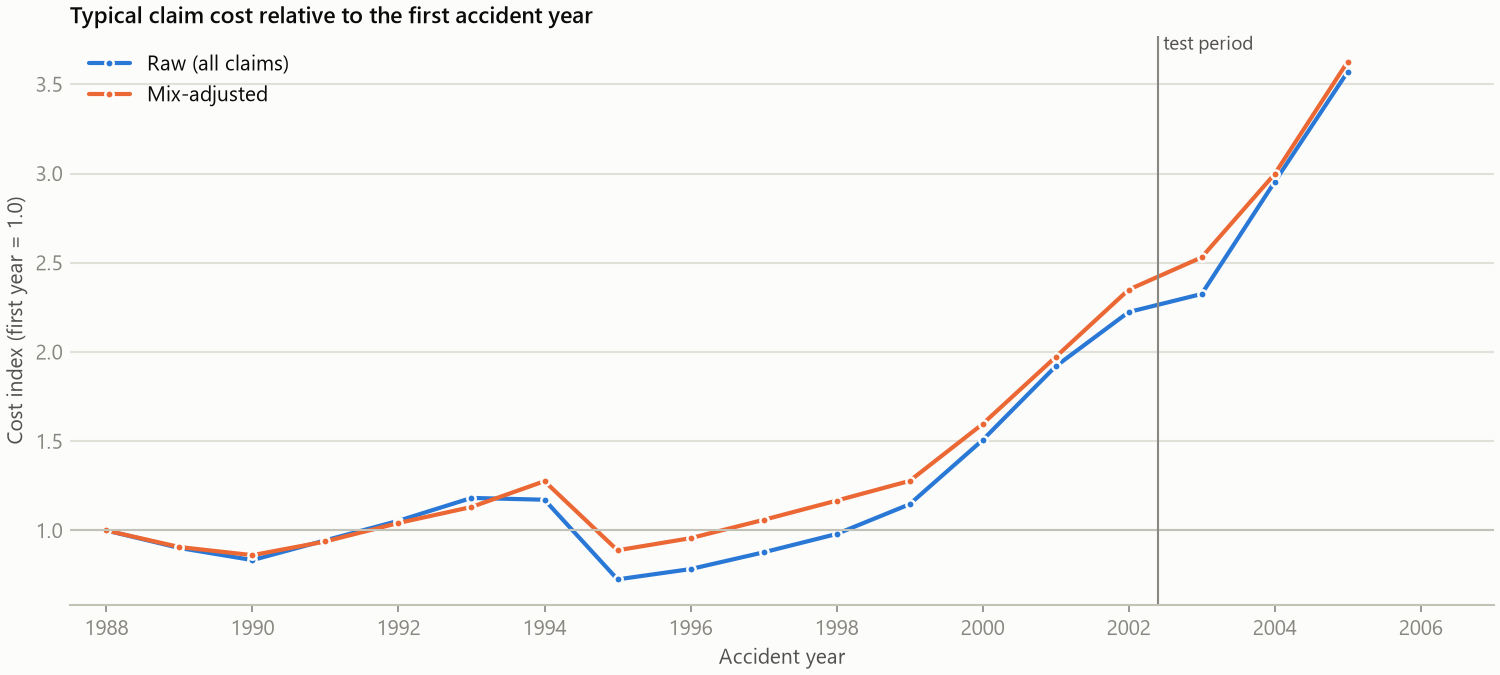 Typical claim cost relative to the first accident year
Raw (all claims)
Mix-adjusted
test period
Cost index (first year = 1.0)
3.5
3.0
2.5
2.0
1.5
1.0
1988 1990 1992 1994 1996 1998 2000 2002 2004 2006
Accident year